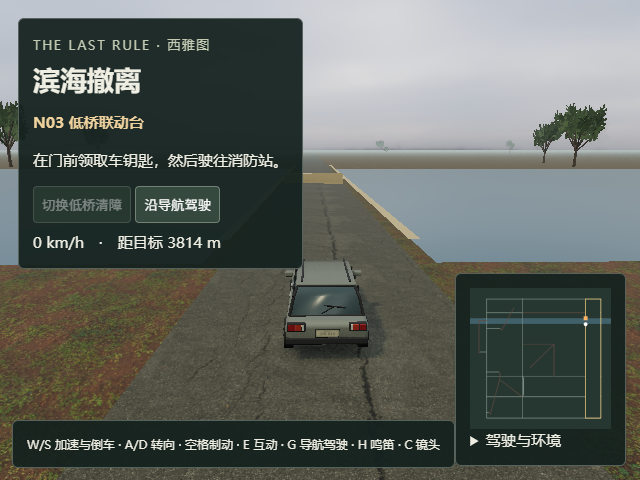 THE LAST RULE · 西雅图
滨海撤离
N03 低桥联动台
在门前领取车钥匙，然后驶往消防站。
切换低桥清障 沿导航驾驶
0 km/h · 距目标 3814 m
▶ 驾驶与环境
W/S 加速与倒车 · A/D 转向 · 空格制动 · E 互动 · G 导航驾驶 · H 鸣笛 · C 镜头